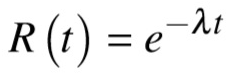 R(t) = e^{-λt}